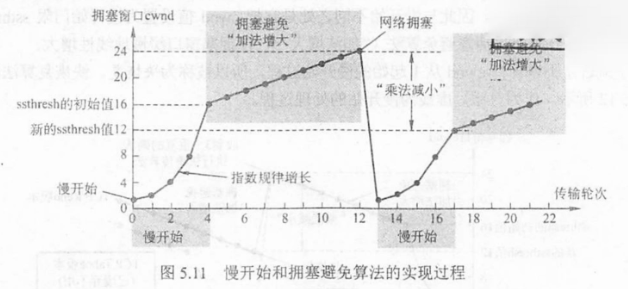 拥塞窗口cwnd
拥塞避免
“加法增大”
网络拥塞
拥塞避免
“加法增大”
24
20
ssthresh的初始值16
“乘法减小”
新的ssthresh值12
8
4
0
指数规律增长
慢开始
0 2 4 6 8 10 12 14 16 18 20 22
传输轮次
慢开始
慢开始
图 5.11 慢开始和拥塞避免算法的实现过程